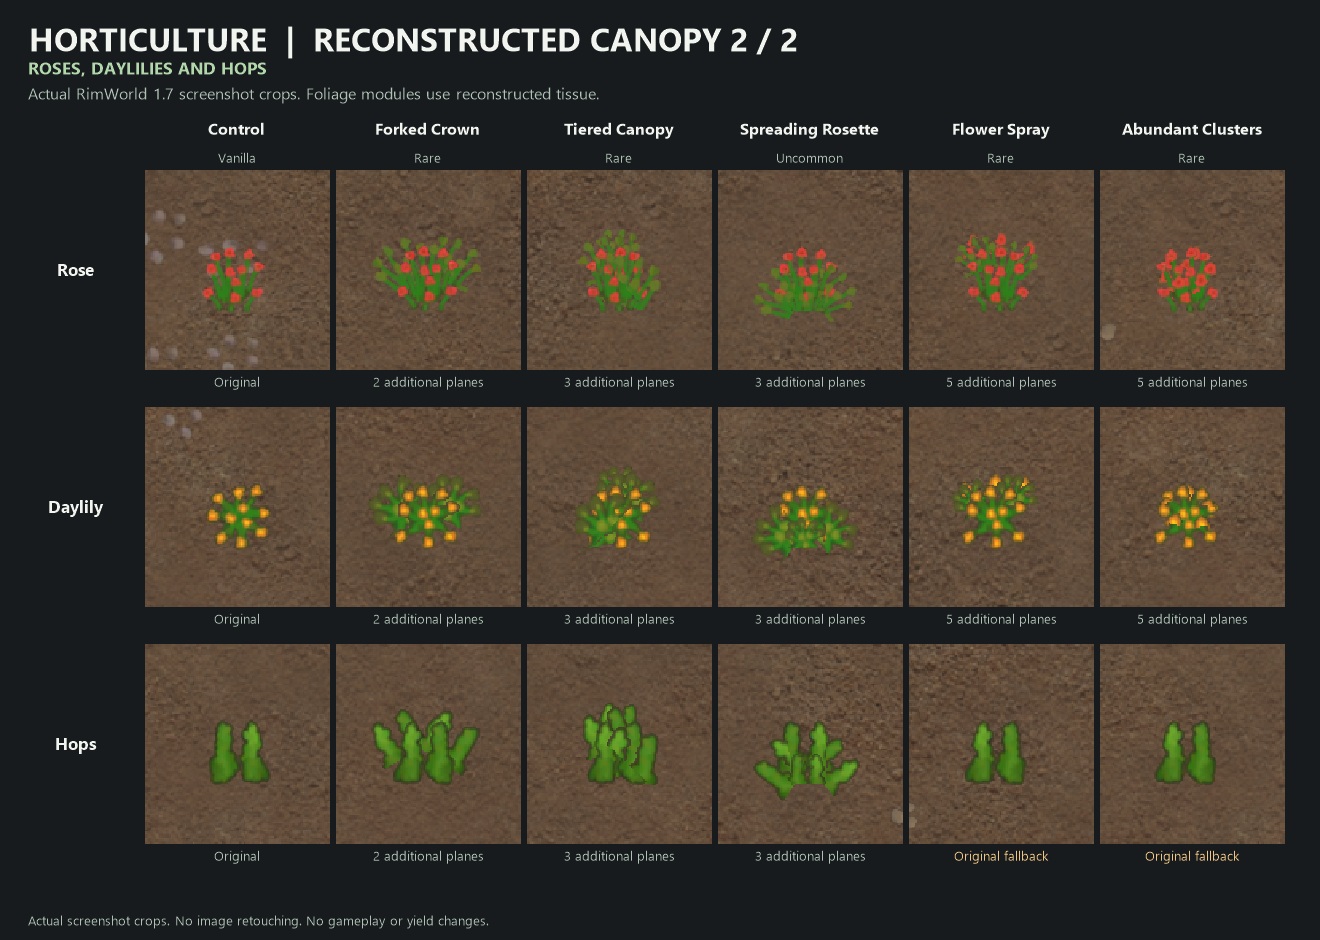 HORTICULTURE | RECONSTRUCTED CANOPY 2 / 2
ROSES, DAYLILIES AND HOPS
Actual RimWorld 1.7 screenshot crops. Foliage modules use reconstructed tissue.
Control Forked Crown Tiered Canopy Spreading Rosette Flower Spray Abundant Clusters
Vanilla Rare Rare Uncommon Rare Rare
Rose
Original 2 additional planes 3 additional planes 3 additional planes 5 additional planes 5 additional planes
Daylily
Original 2 additional planes 3 additional planes 3 additional planes 5 additional planes 5 additional planes
Hops
Original 2 additional planes 3 additional planes 3 additional planes Original fallback Original fallback
Actual screenshot crops. No image retouching. No gameplay or yield changes.